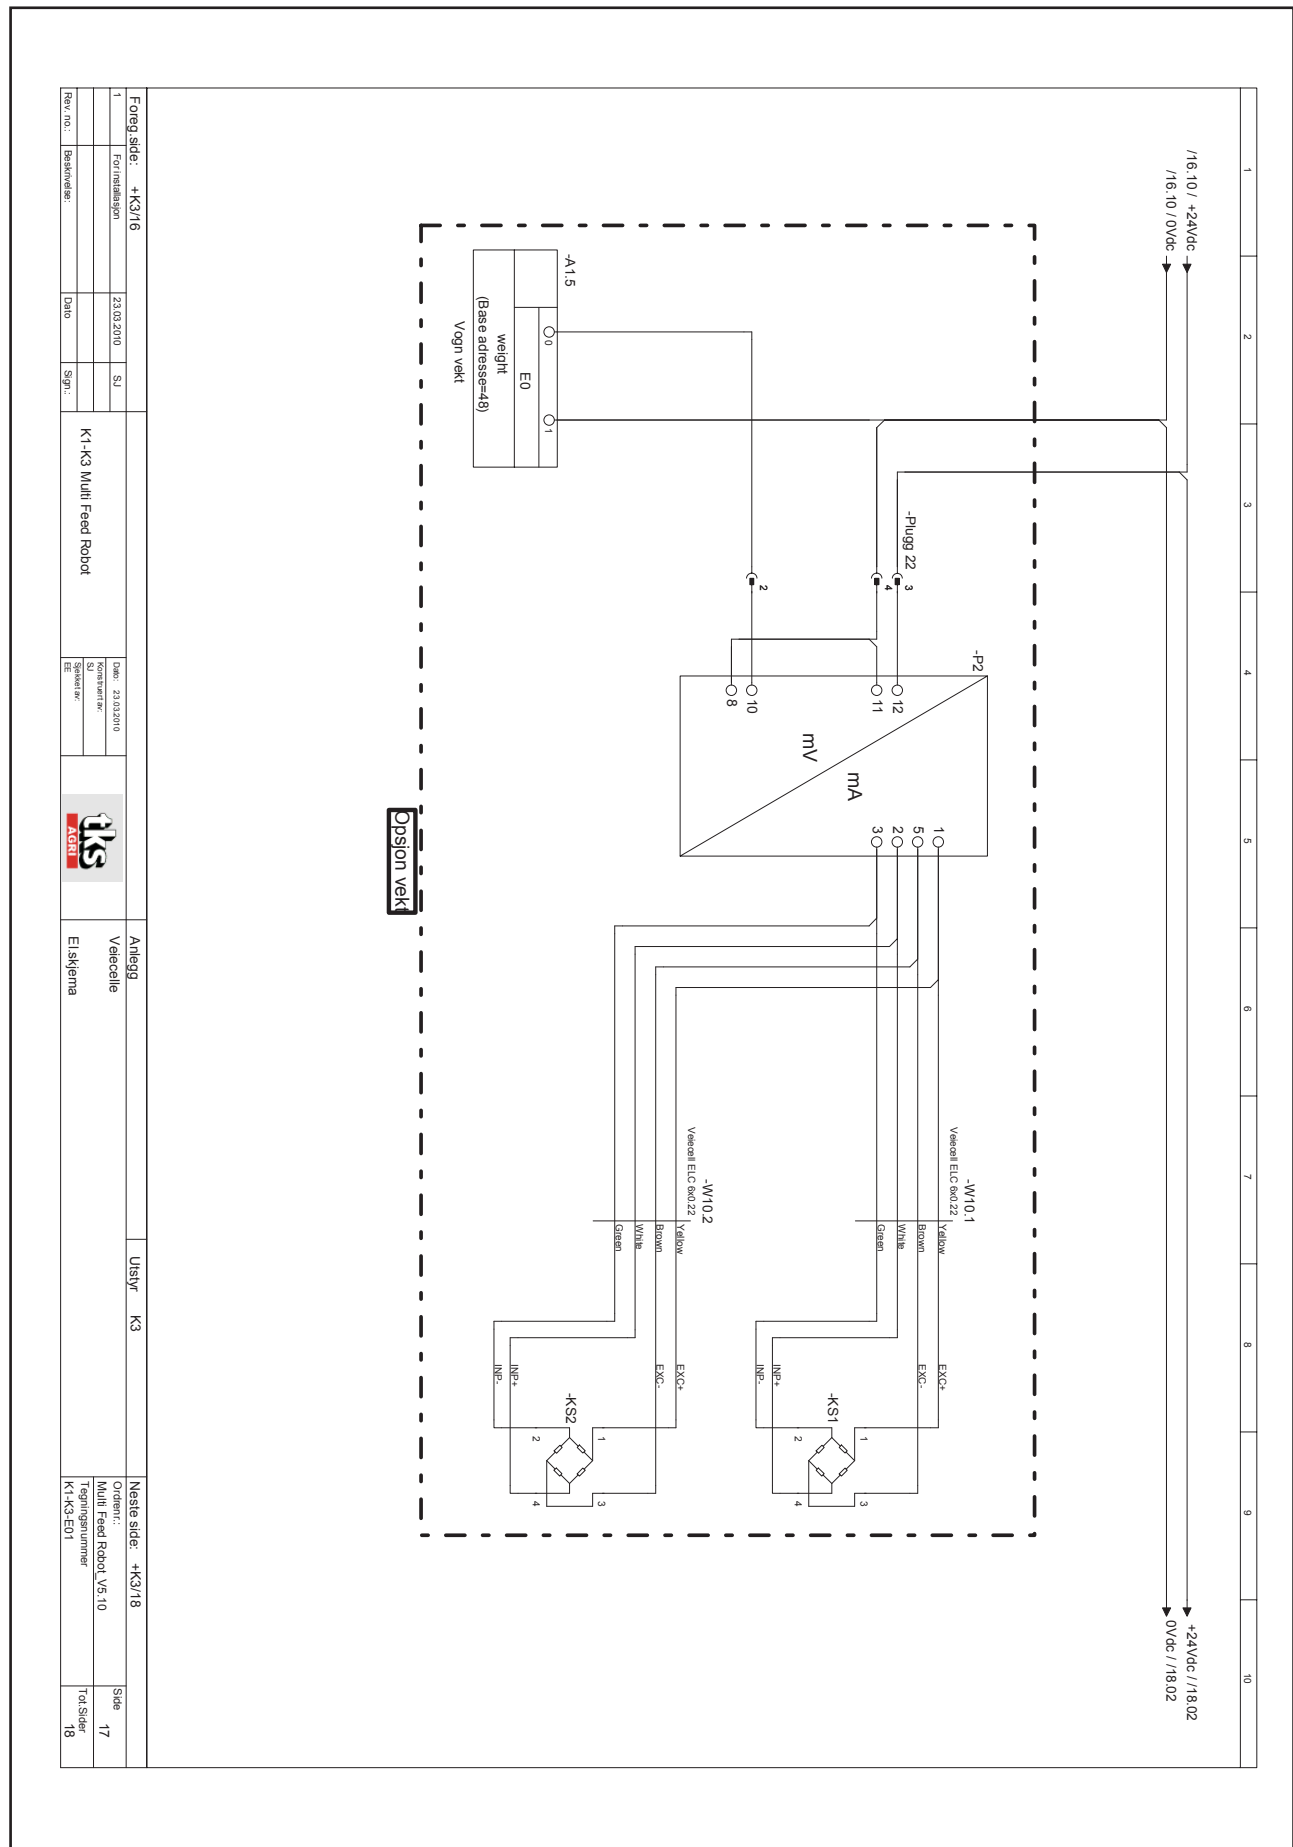 1 2 3 4 5 6 7 8 9 10
/16.10 / +24Vdc
/16.10 / 0Vdc
+24Vdc / /18.02
0Vdc / /18.02
-Plugg 22
3
4
2
-P2
12
11
10
8
mV
mA
1
5
2
3
-W10.1
Veiecell ELC 6x0.22
Yellow
Brown
White
Green
EXC+
EXC-
INP+
INP-
-KS1
1
2
3
4
-W10.2
Veiecell ELC 6x0.22
Yellow
Brown
White
Green
EXC+
EXC-
INP+
INP-
-KS2
1
2
3
4
-A1.5
0
1
E0
weight
(Base adresse=48)
Vogn vekt
Opsjon vekt
Foreg.side: +K3/16
1 For installasjon 23.03.2010 SJ
Rev. no.: Beskrivelse: Dato Sign.:
K1-K3 Multi Feed Robot
Dato: 23.03.2010
Konstruert av:
SJ
Sjekket av:
EE
tks
AGRI
Anlegg
Veiecelle
El.skjema
Utstyr K3
Neste side: +K3/18
Ordrenr.:
Multi Feed Robot_V5.10
Tegningsnummer
K1-K3-E01
Side
17
Tot.Sider
18